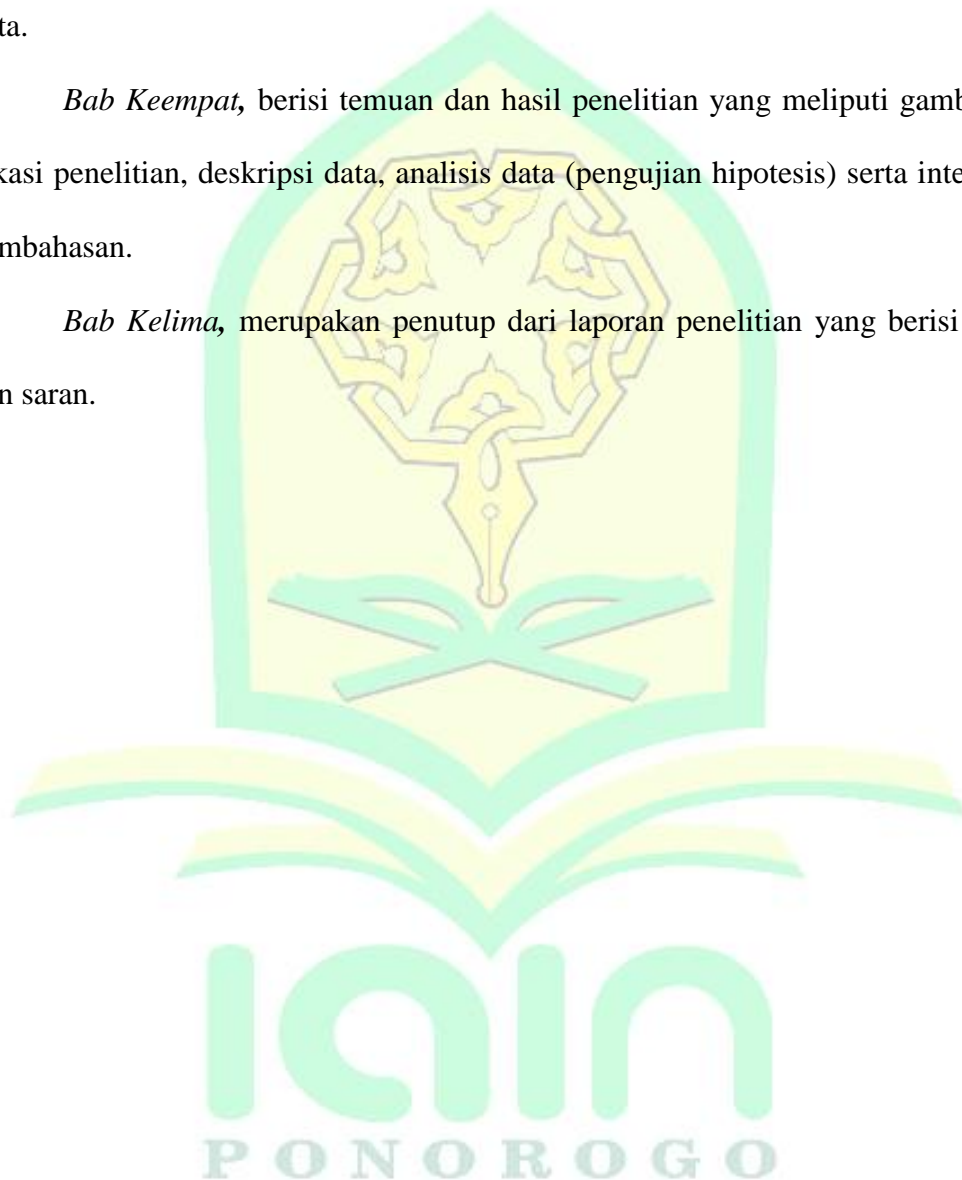 ta.
Bab Keempat, berisi temuan dan hasil penelitian yang meliputi gamb
kasi penelitian, deskripsi data, analisis data (pengujian hipotesis) serta inte
mbahasan.
Bab Kelima, merupakan penutup dari laporan penelitian yang berisi
n saran.
iain
PONOROGO